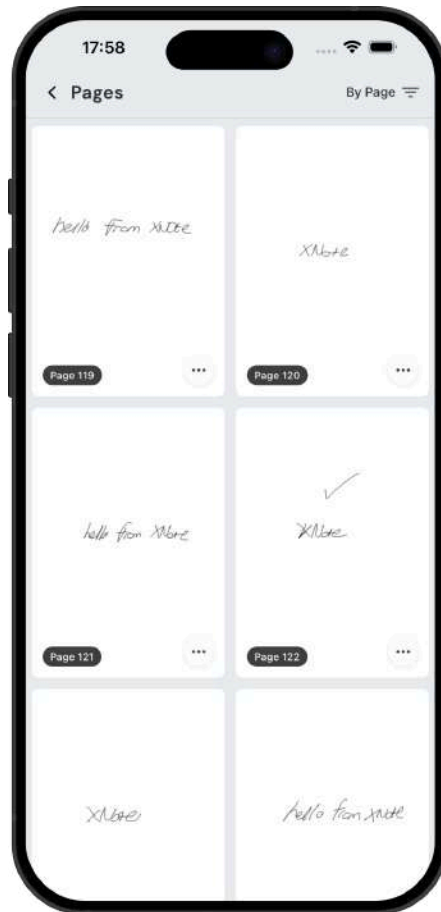 17:58
Pages
By Page
hello from XNote
XNote
Page 119
Page 120
hello from XNote
XNote
Page 121
Page 122
XNote
hello from XNote